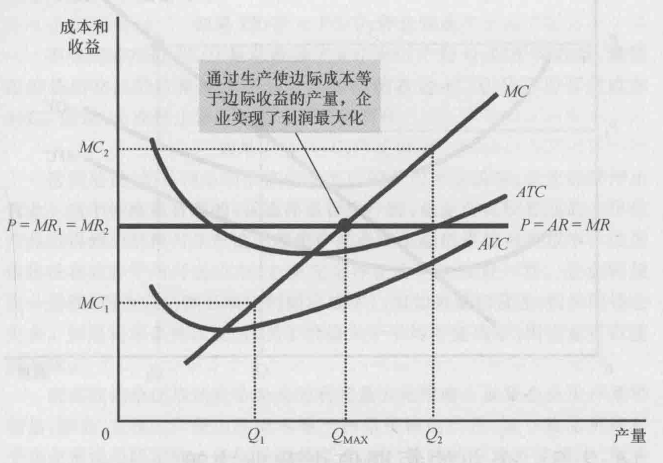 成本和
收益
通过生产使边际成本等
于边际收益的产量，企
业实现了利润最大化
MC
MC₂
ATC
P=MR₁=MR₂
P=AR=MR
AVC
MC₁
0
Q₁
Q_MAX
Q₂
产量